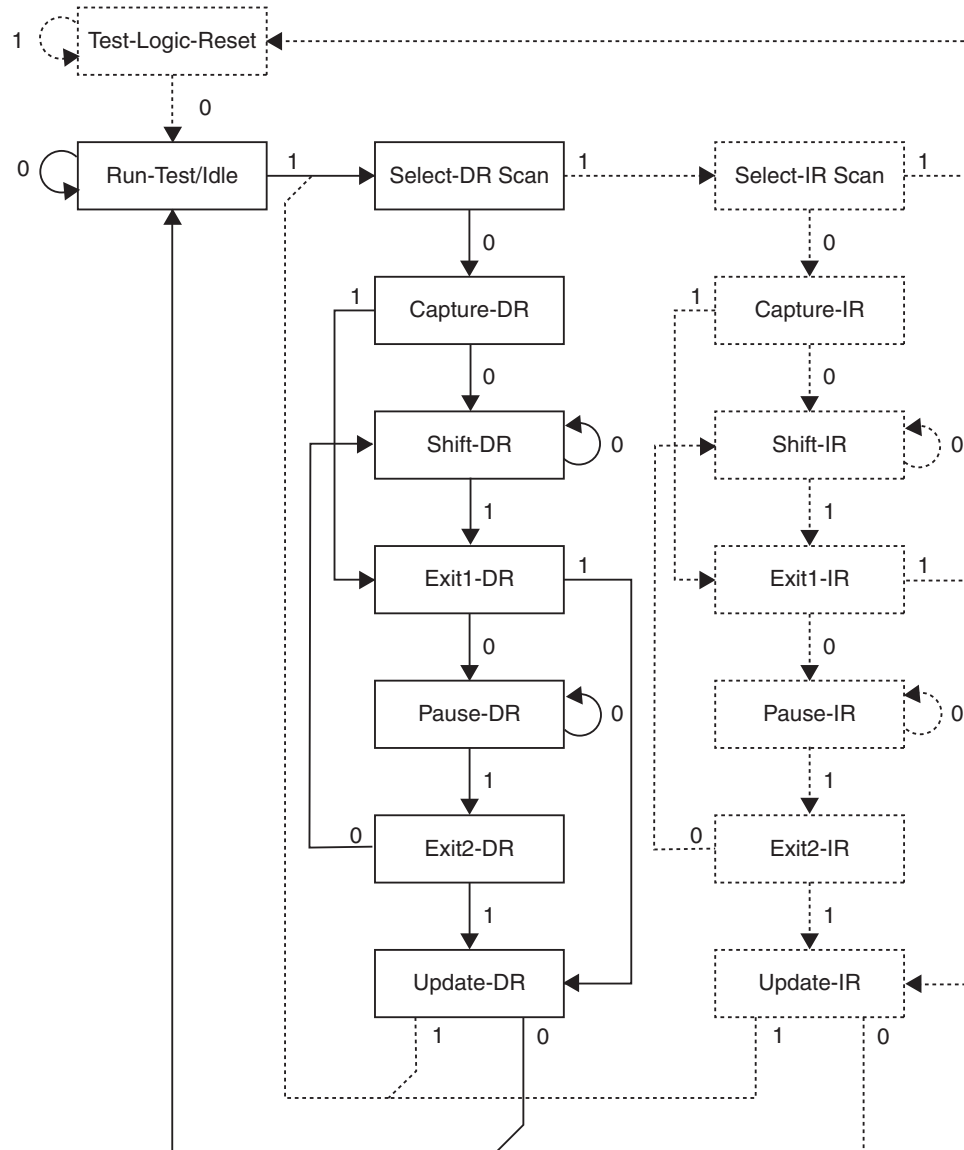 1 Test-Logic-Reset
0
0 Run-Test/Idle 1 Select-DR Scan 1 Select-IR Scan 1
0 0
1 Capture-DR 1 Capture-IR
0 0
Shift-DR 0 Shift-IR 0
1 1
Exit1-DR 1 Exit1-IR 1
0 0
Pause-DR 0 Pause-IR 0
1 1
0 Exit2-DR 0 Exit2-IR
1 1
Update-DR Update-IR
1 0 1 0